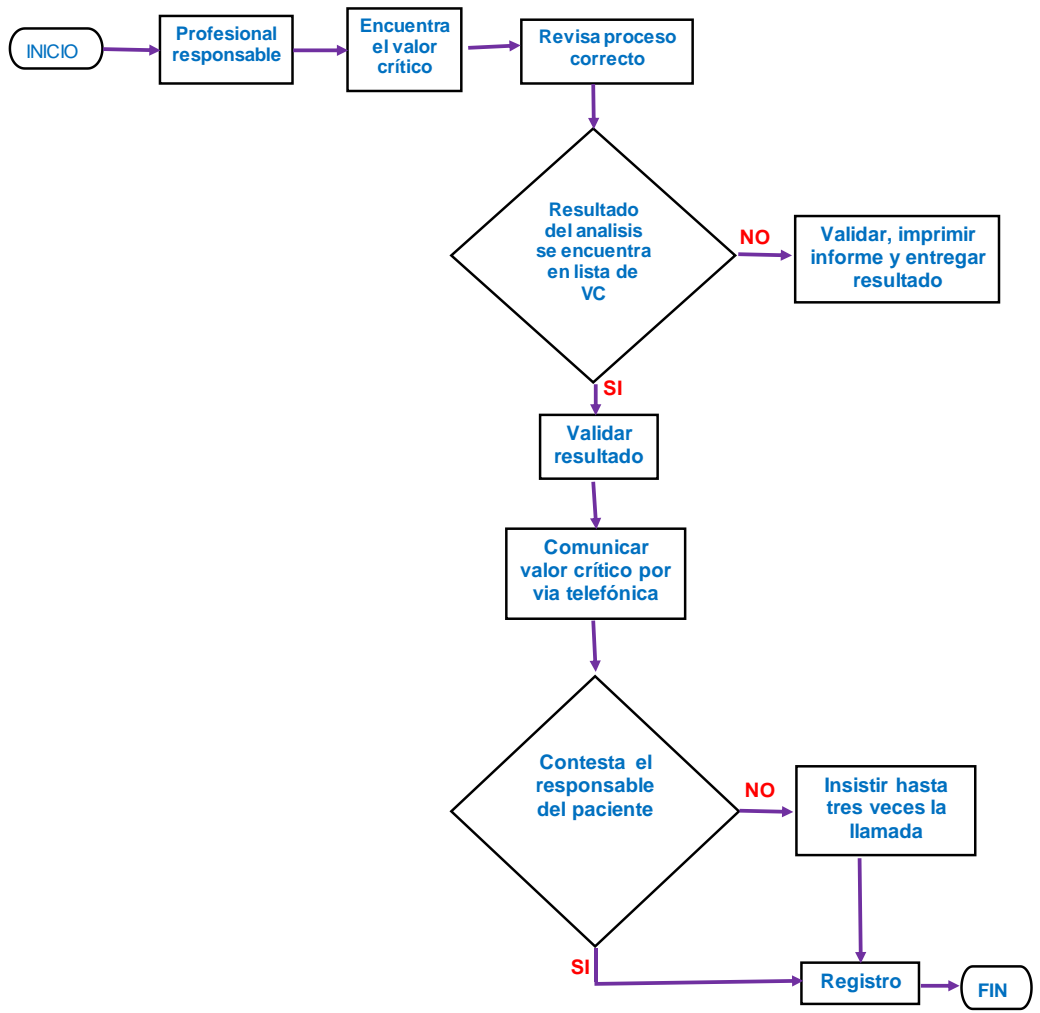 INICIO
Profesional
responsable
Encuentra
el valor
crítico
Revisa proceso
correcto
Resultado
del analisis
se encuentra
en lista de
VC
NO
Validar, imprimir
informe y entregar
resultado
SI
Validar
resultado
Comunicar
valor crítico por
via telefónica
Contesta el
responsable
del paciente
NO
Insistir hasta
tres veces la
llamada
SI
Registro
FIN